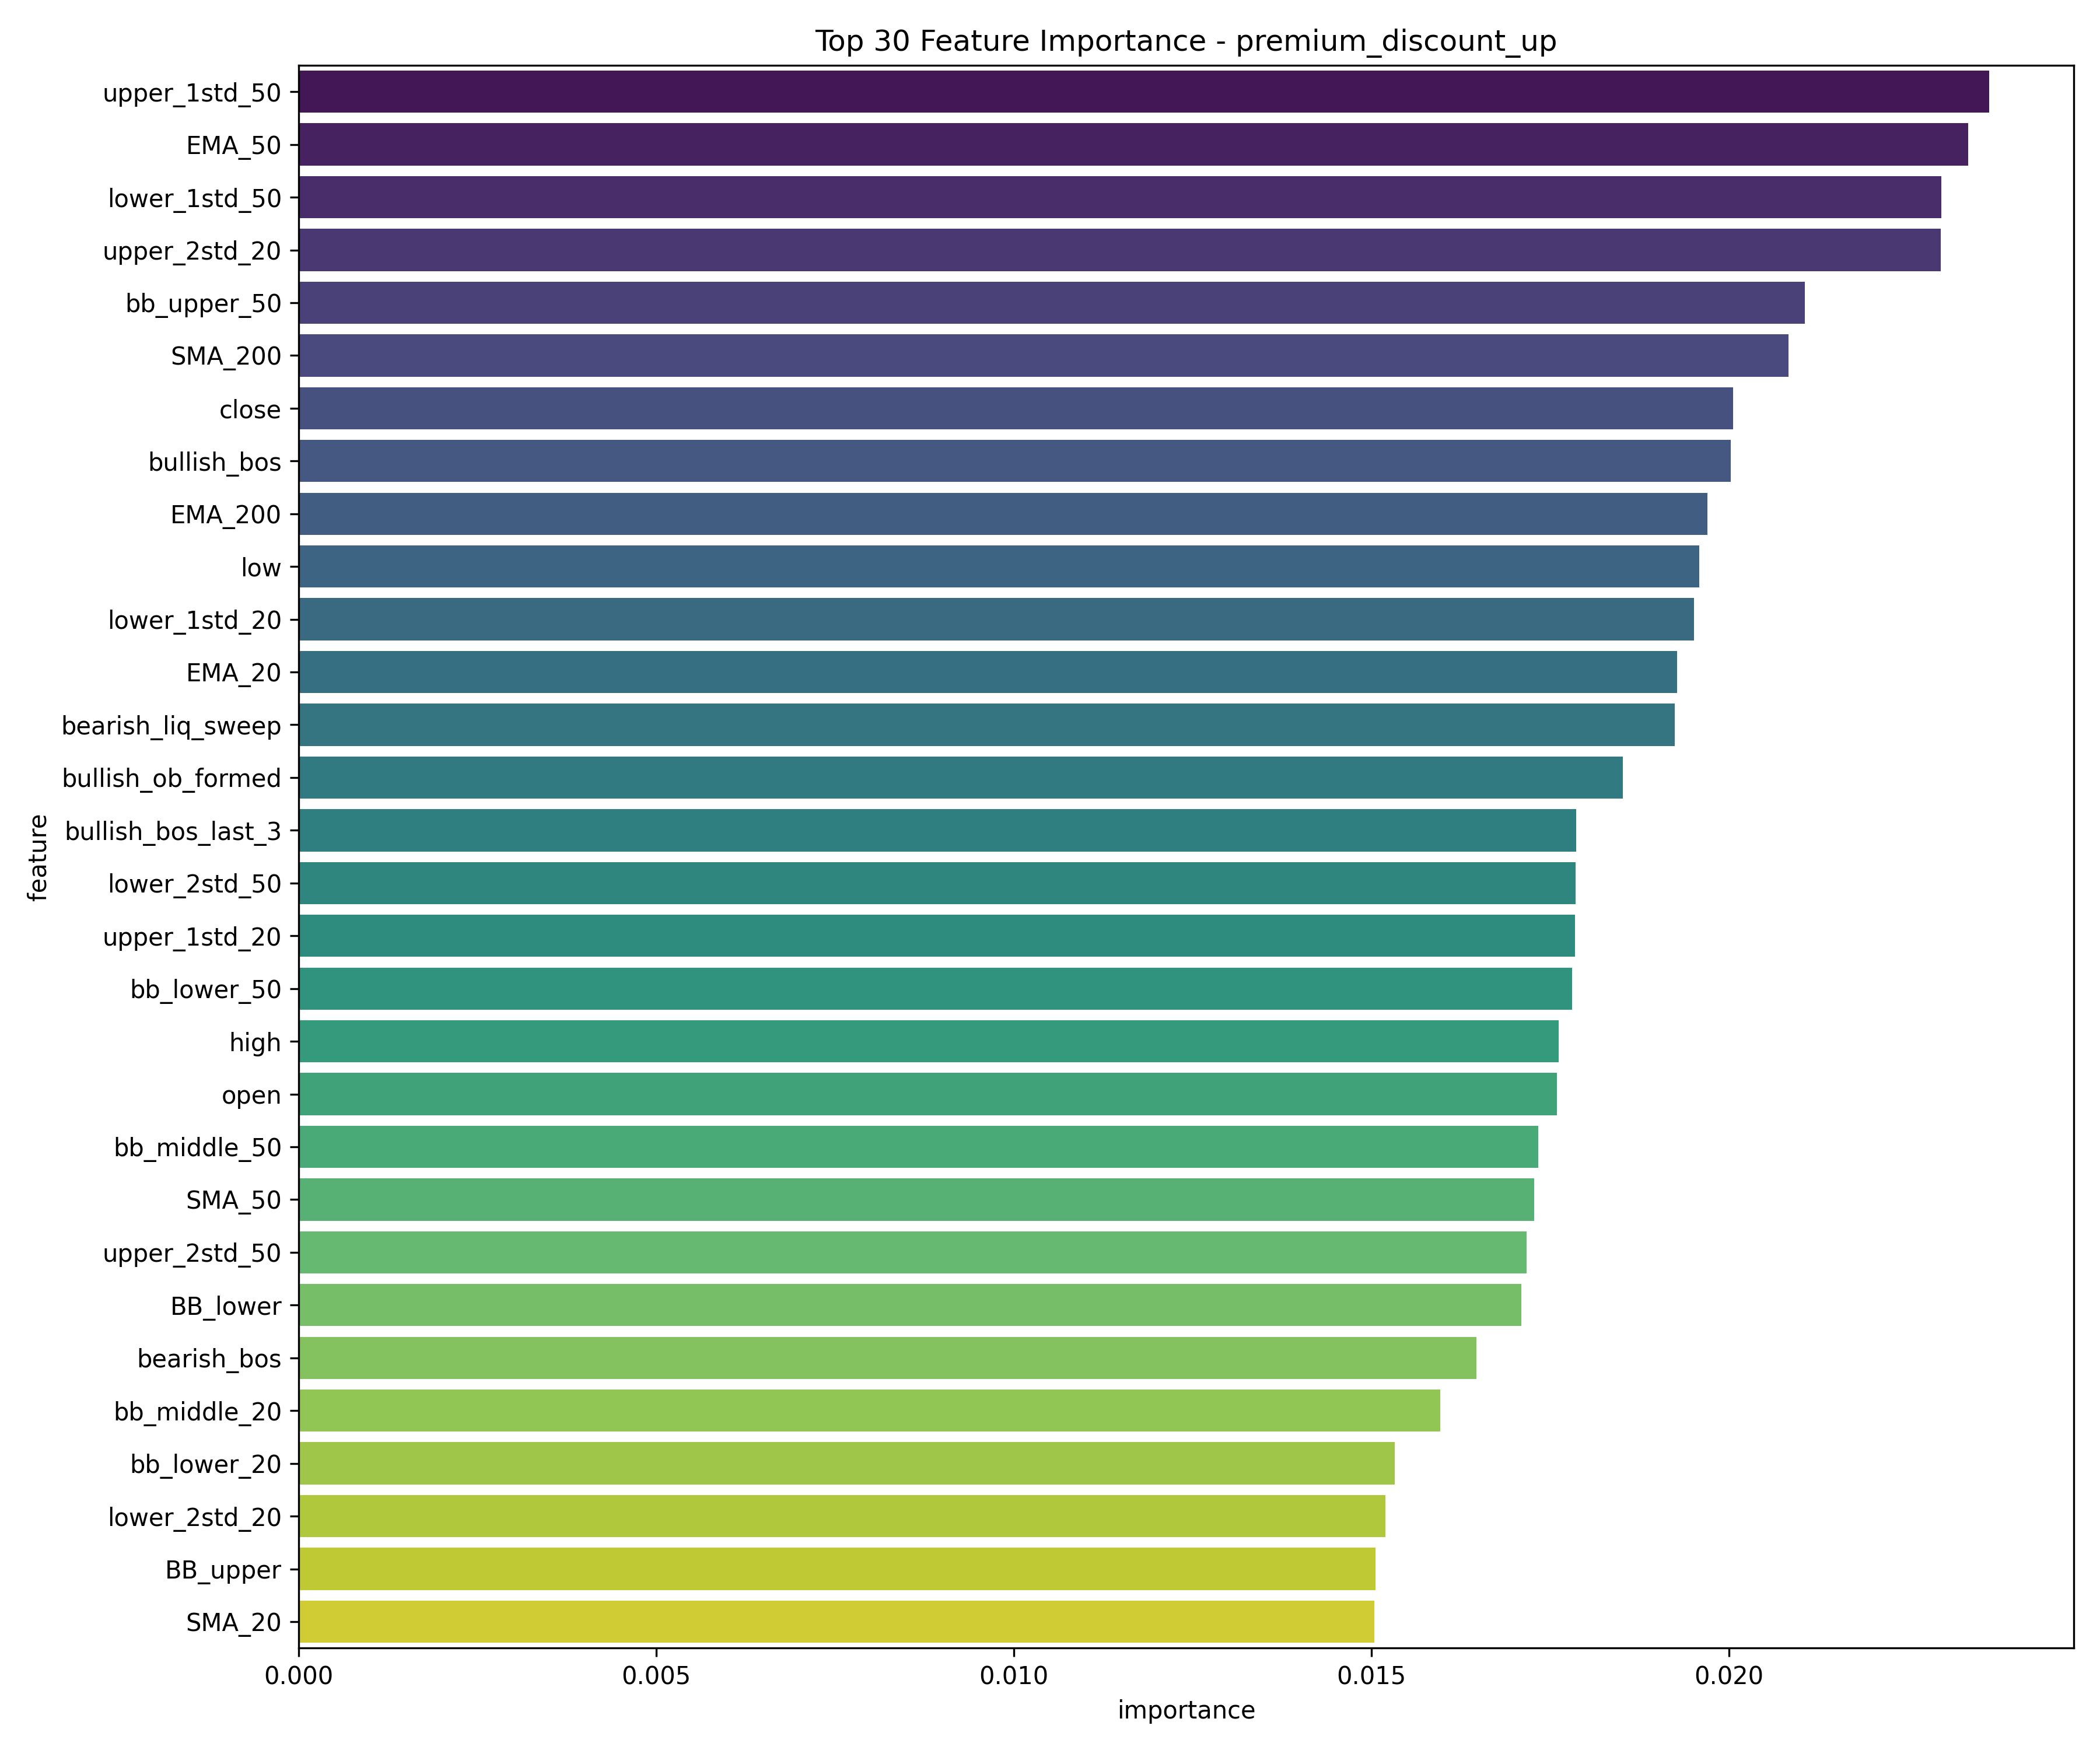 Top 30 Feature Importance - premium_discount_up
upper_1std_50
EMA_50
lower_1std_50
upper_2std_20
bb_upper_50
SMA_200
close
bullish_bos
EMA_200
low
lower_1std_20
EMA_20
bearish_liq_sweep
bullish_ob_formed
bullish_bos_last_3
lower_2std_50
upper_1std_20
bb_lower_50
high
open
bb_middle_50
SMA_50
upper_2std_50
BB_lower
bearish_bos
bb_middle_20
bb_lower_20
lower_2std_20
BB_upper
SMA_20
feature
0.000 0.005 0.010 0.015 0.020
importance